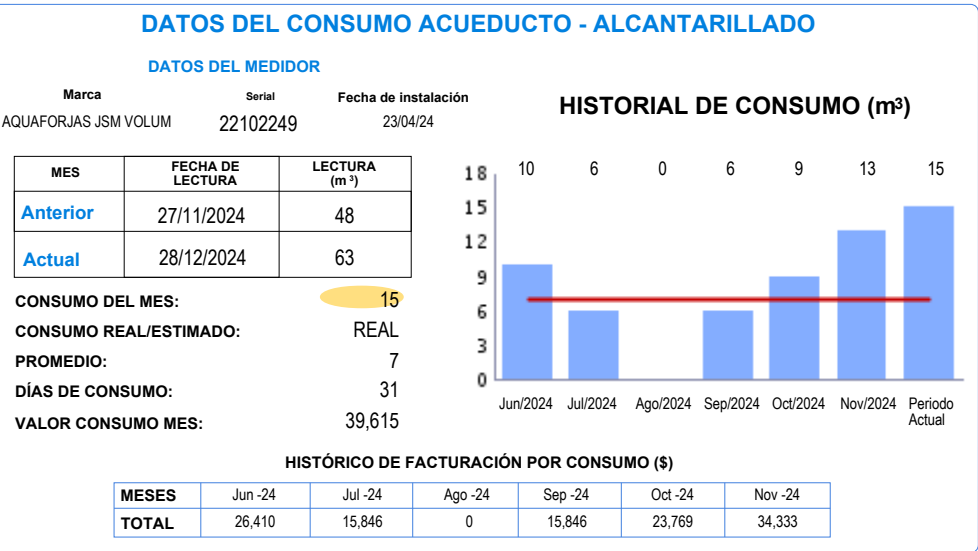 DATOS DEL CONSUMO ACUEDUCTO - ALCANTARILLADO
DATOS DEL MEDIDOR
Marca Serial Fecha de instalación
AQUAFORJAS JSM VOLUM 22102249 23/04/24
MES FECHA DE LECTURA LECTURA (m³)
Anterior 27/11/2024 48
Actual 28/12/2024 63
CONSUMO DEL MES: 15
CONSUMO REAL/ESTIMADO: REAL
PROMEDIO: 7
DÍAS DE CONSUMO: 31
VALOR CONSUMO MES: 39,615
HISTORIAL DE CONSUMO (m³)
10 6 0 6 9 13 15
18
15
12
9
6
3
0
Jun/2024 Jul/2024 Ago/2024 Sep/2024 Oct/2024 Nov/2024 Periodo Actual
HISTÓRICO DE FACTURACIÓN POR CONSUMO ($)
MESES Jun -24 Jul -24 Ago -24 Sep -24 Oct -24 Nov -24
TOTAL 26,410 15,846 0 15,846 23,769 34,333